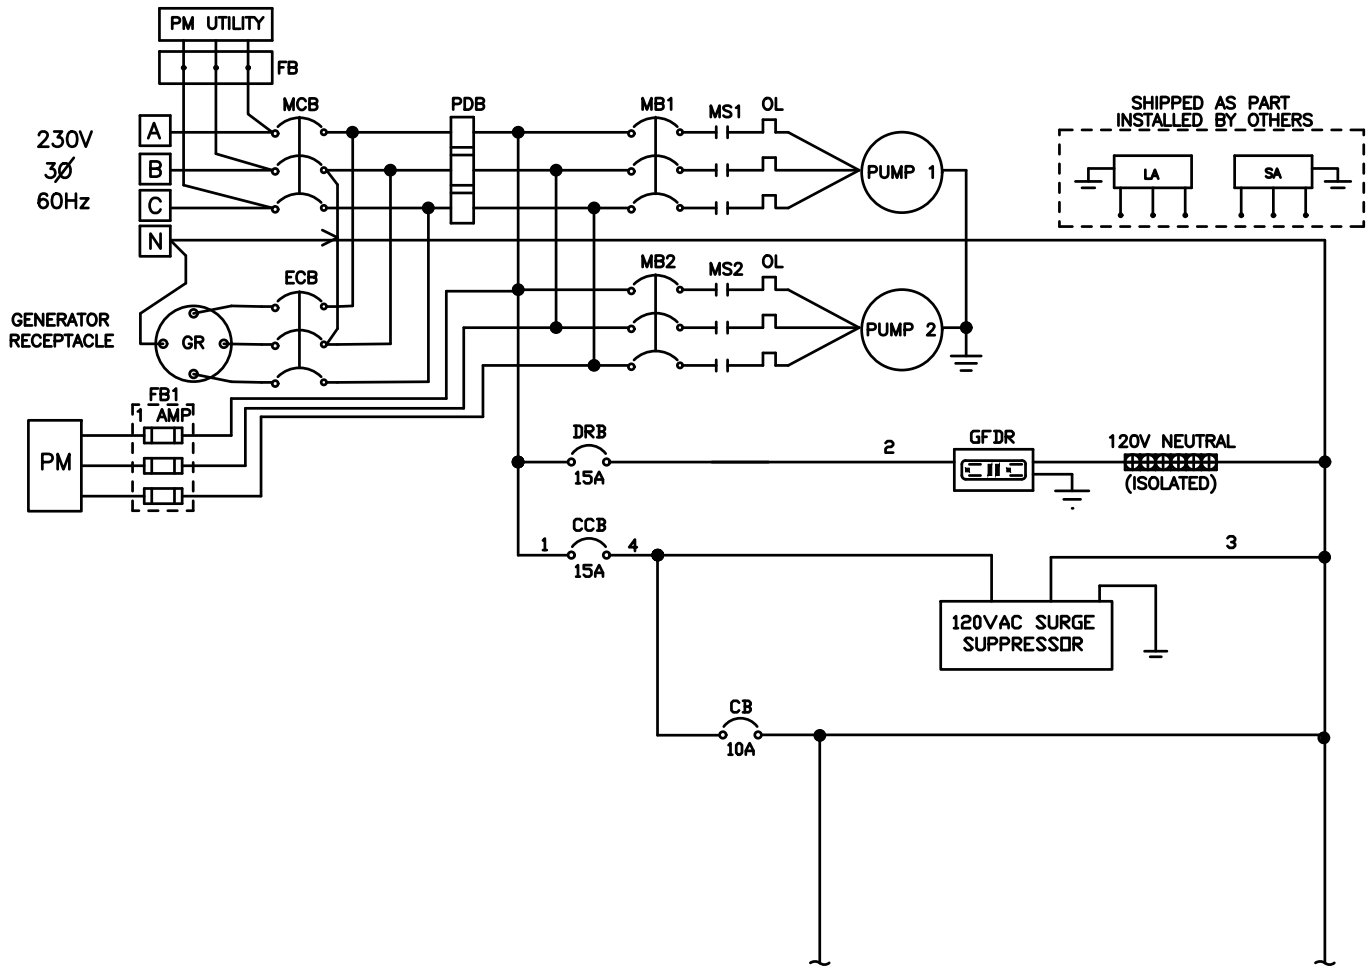 PM UTILITY
FB
MCB
PDB
MB1
MS1
OL
SHIPPED AS PART
INSTALLED BY OTHERS
230V
3Ø
60Hz
A
B
C
N
PUMP 1
LA
SA
ECB
MB2
MS2
OL
GENERATOR
RECEPTACLE
GR
PUMP 2
FB1
1 AMP
PM
DRB
15A
2
GFDR
120V NEUTRAL
(ISOLATED)
CCB
1
4
15A
3
120VAC SURGE
SUPPRESSOR
CB
10A